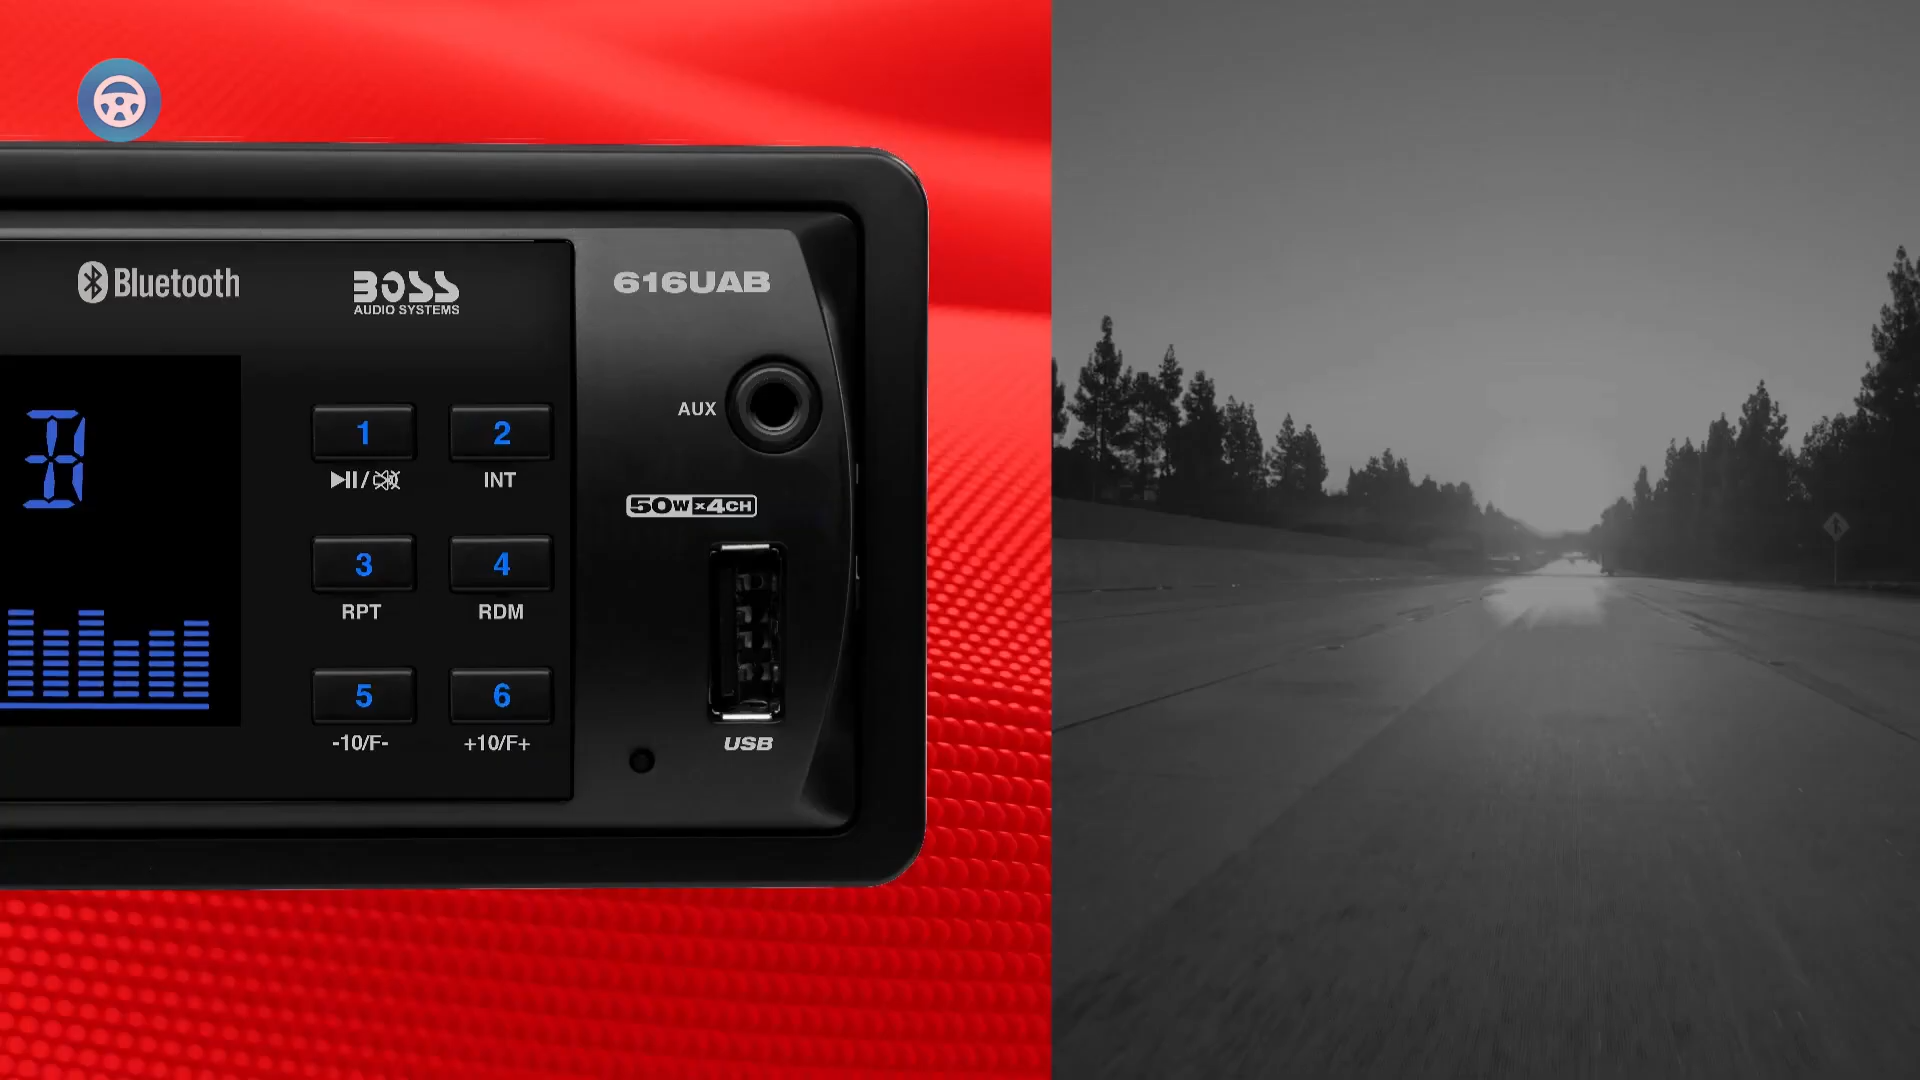 Bluetooth
BOSS
AUDIO SYSTEMS
616UAB
AUX
B
1
2
INT
50W x 4CH
3
4
RPT
RDM
5
6
-10/F-
+10/F+
USB